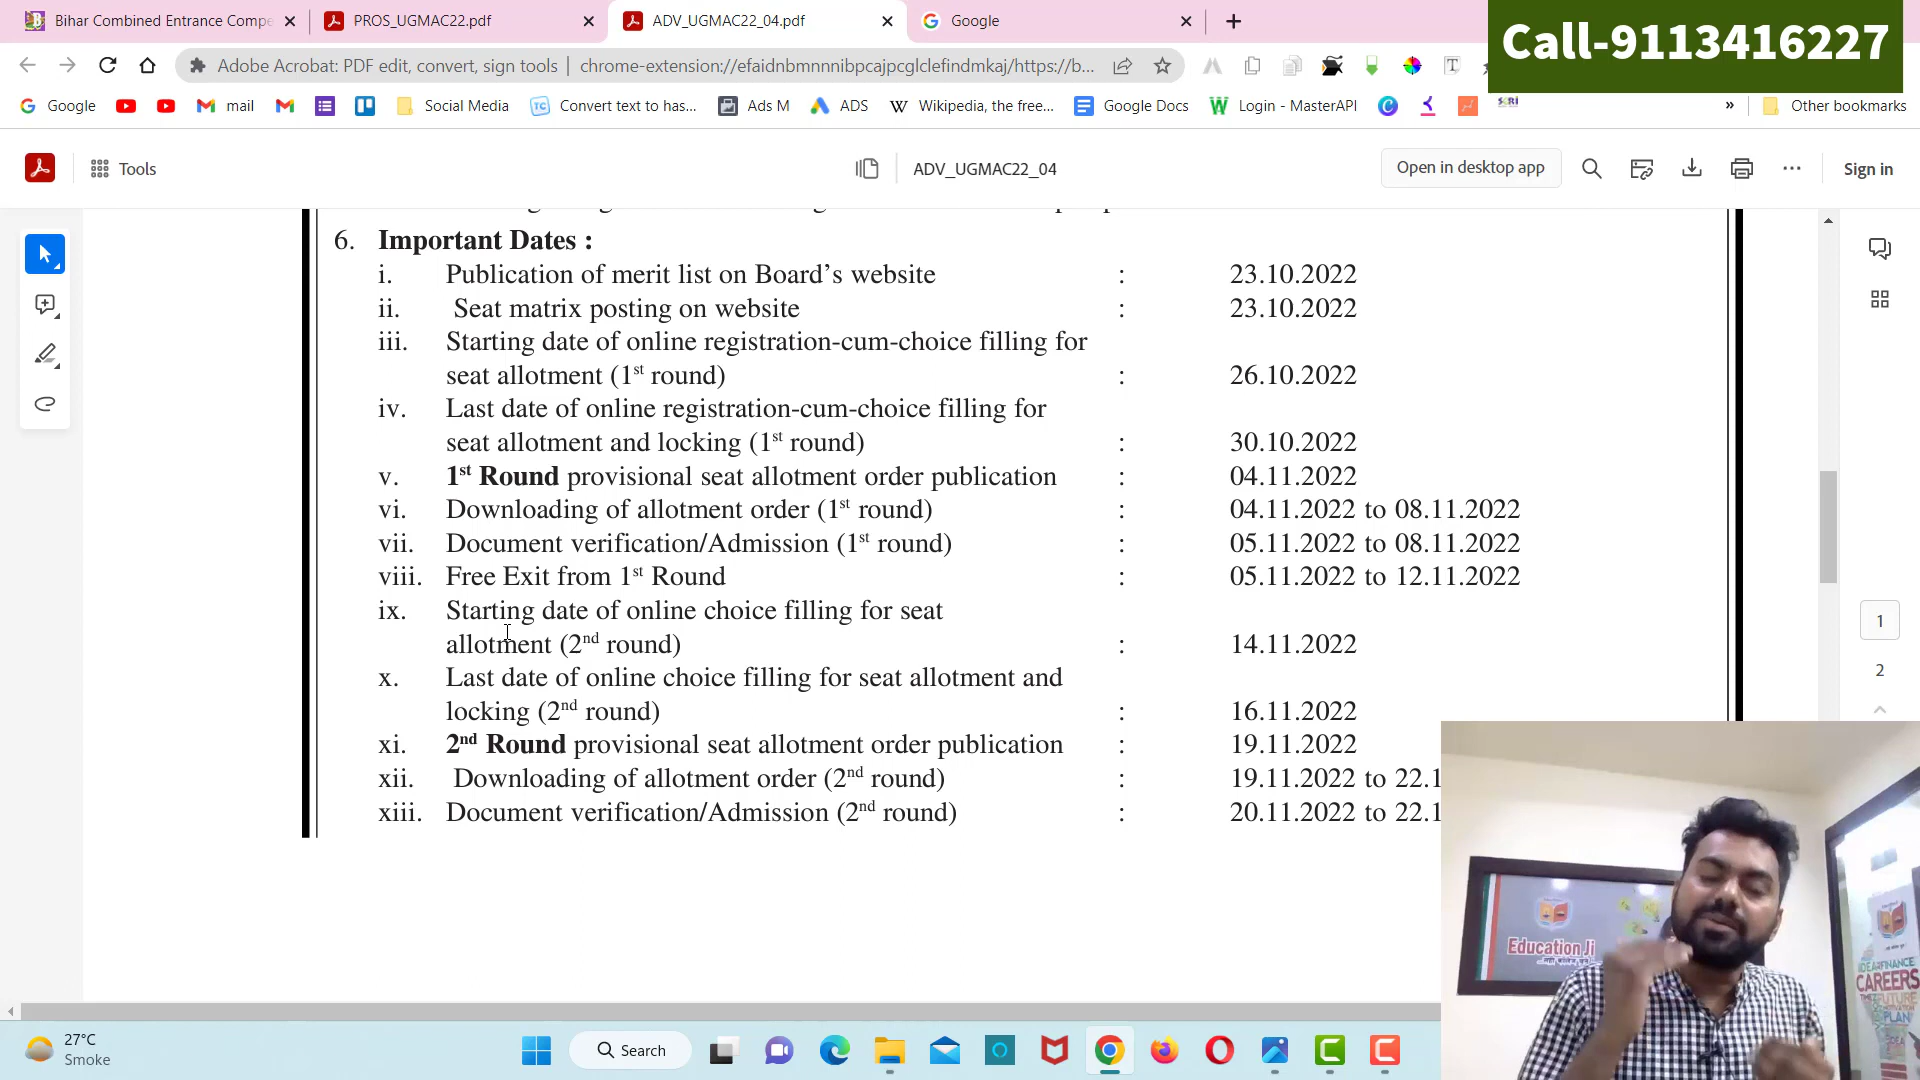 Bihar Combined Entrance Compe
PROS_UGMAC22.pdf
ADV_UGMAC22_04.pdf
Google
Call-9113416227
Adobe Acrobat: PDF edit, convert, sign tools
chrome-extension://efaidnbmnnnibpcajpcglclefindmkaj/https://b...
Google
mail
Social Media
Convert text to has...
Ads M
ADS
Wikipedia, the free...
Google Docs
Login - MasterAPI
Other bookmarks
Tools
ADV_UGMAC22_04
Open in desktop app
Sign in
6. Important Dates :
i. Publication of merit list on Board's website : 23.10.2022
ii. Seat matrix posting on website : 23.10.2022
iii. Starting date of online registration-cum-choice filling for
seat allotment (1st round) : 26.10.2022
iv. Last date of online registration-cum-choice filling for
seat allotment and locking (1st round) : 30.10.2022
v. 1st Round provisional seat allotment order publication : 04.11.2022
vi. Downloading of allotment order (1st round) : 04.11.2022 to 08.11.2022
vii. Document verification/Admission (1st round) : 05.11.2022 to 08.11.2022
viii. Free Exit from 1st Round : 05.11.2022 to 12.11.2022
ix. Starting date of online choice filling for seat
allotment (2nd round) : 14.11.2022
x. Last date of online choice filling for seat allotment and
locking (2nd round) : 16.11.2022
xi. 2nd Round provisional seat allotment order publication : 19.11.2022
xii. Downloading of allotment order (2nd round) : 19.11.2022 to 22.1
xiii. Document verification/Admission (2nd round) : 20.11.2022 to 22.1
1
2
Education Ji
CAREERS
PLAN
27°C
Smoke
Search